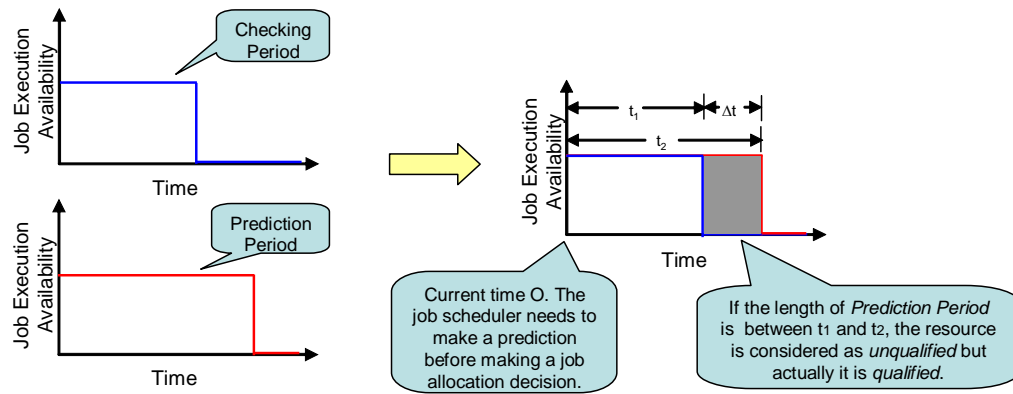 Checking
Period
Job Execution
Availability
Time
Prediction
Period
Job Execution
Availability
Time
t1
Δt
t2
Job Execution
Availability
Time
Current time O. The
job scheduler needs to
make a prediction
before making a job
allocation decision.
If the length of Prediction Period
is between t1 and t2, the resource
is considered as unqualified but
actually it is qualified.